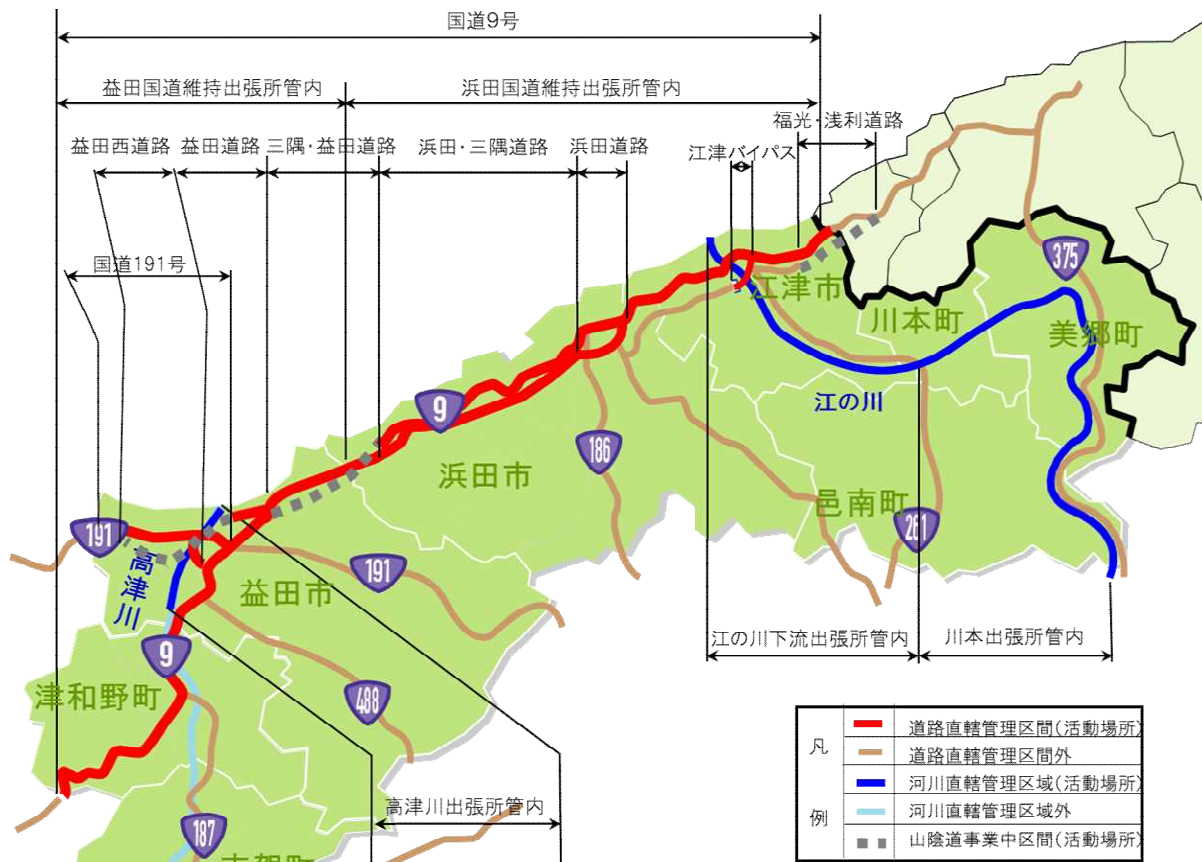 国道9号
益田国道維持出張所管内
浜田国道維持出張所管内
福光・浅利道路
益田西道路
益田道路
三隅・益田道路
浜田・三隅道路
浜田道路
江津バイパス
国道191号
375
江津市
川本町
美郷町
江の川
9
186
浜田市
邑南町
261
191
高津川
191
益田市
江の川下流出張所管内
川本出張所管内
9
津和野町
488
高津川出張所管内
187
吉賀町
凡例
道路直轄管理区間(活動場所)
道路直轄管理区間外
河川直轄管理区域(活動場所)
河川直轄管理区域外
山陰道事業中区間(活動場所)